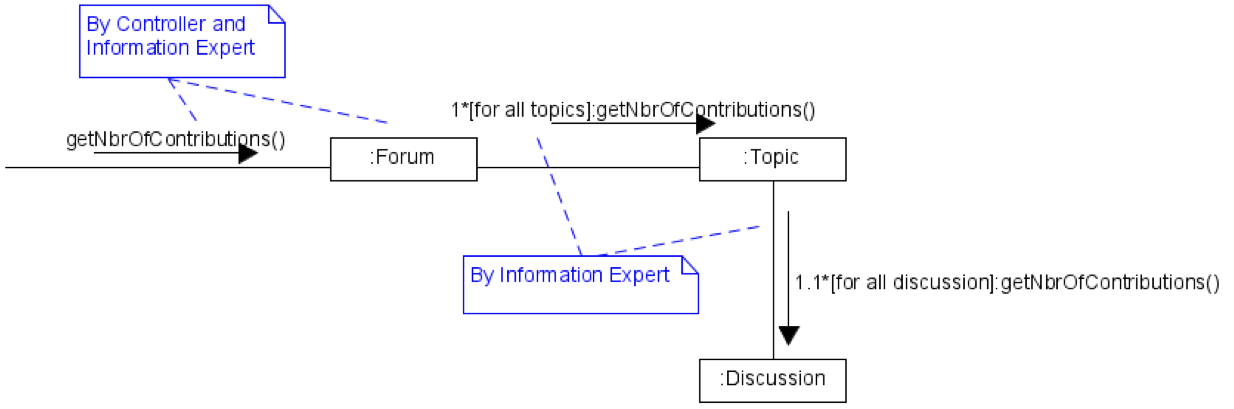 By Controller and
Information Expert
1*[for all topics]:getNbrOfContributions()
getNbrOfContributions()
:Forum
:Topic
By Information Expert
1.1*[for all discussion]:getNbrOfContributions()
:Discussion